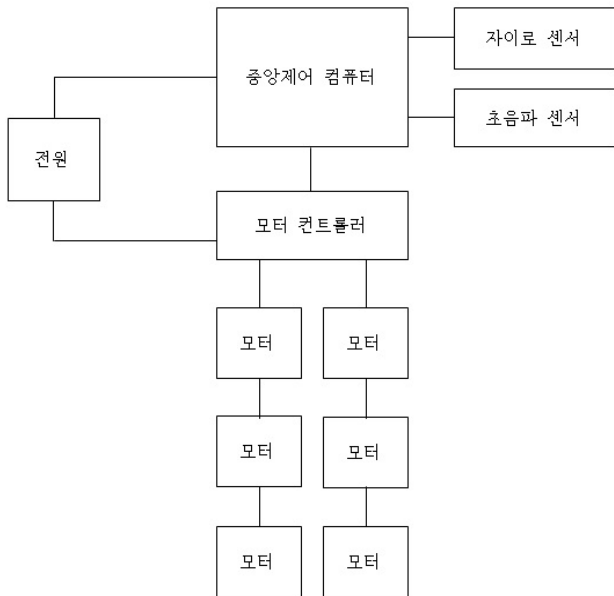 중앙제어 컴퓨터
자이로 센서
초음파 센서
전원
모터 컨트롤러
모터
모터
모터
모터
모터
모터